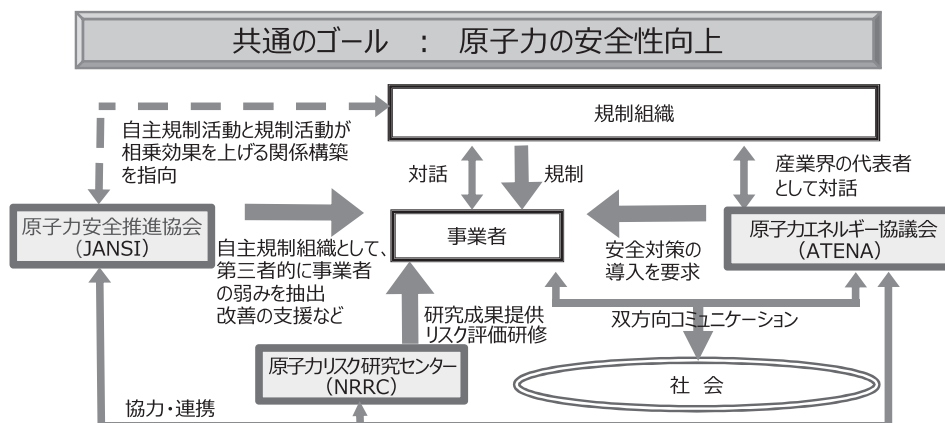 共通のゴール : 原子力の安全性向上
規制組織
自主規制活動と規制活動が
相乗効果を上げる関係構築
を指向
対話
規制
産業界の代表者
として対話
原子力安全推進協会
(JANSI)
事業者
原子力エネルギー協議会
(ATENA)
自主規制組織として、
第三者的に事業者
の弱みを抽出
改善の支援など
安全対策の
導入を要求
研究成果提供
リスク評価研修
双方向コミュニケーション
原子力リスク研究センター
(NRRC)
社 会
協力・連携